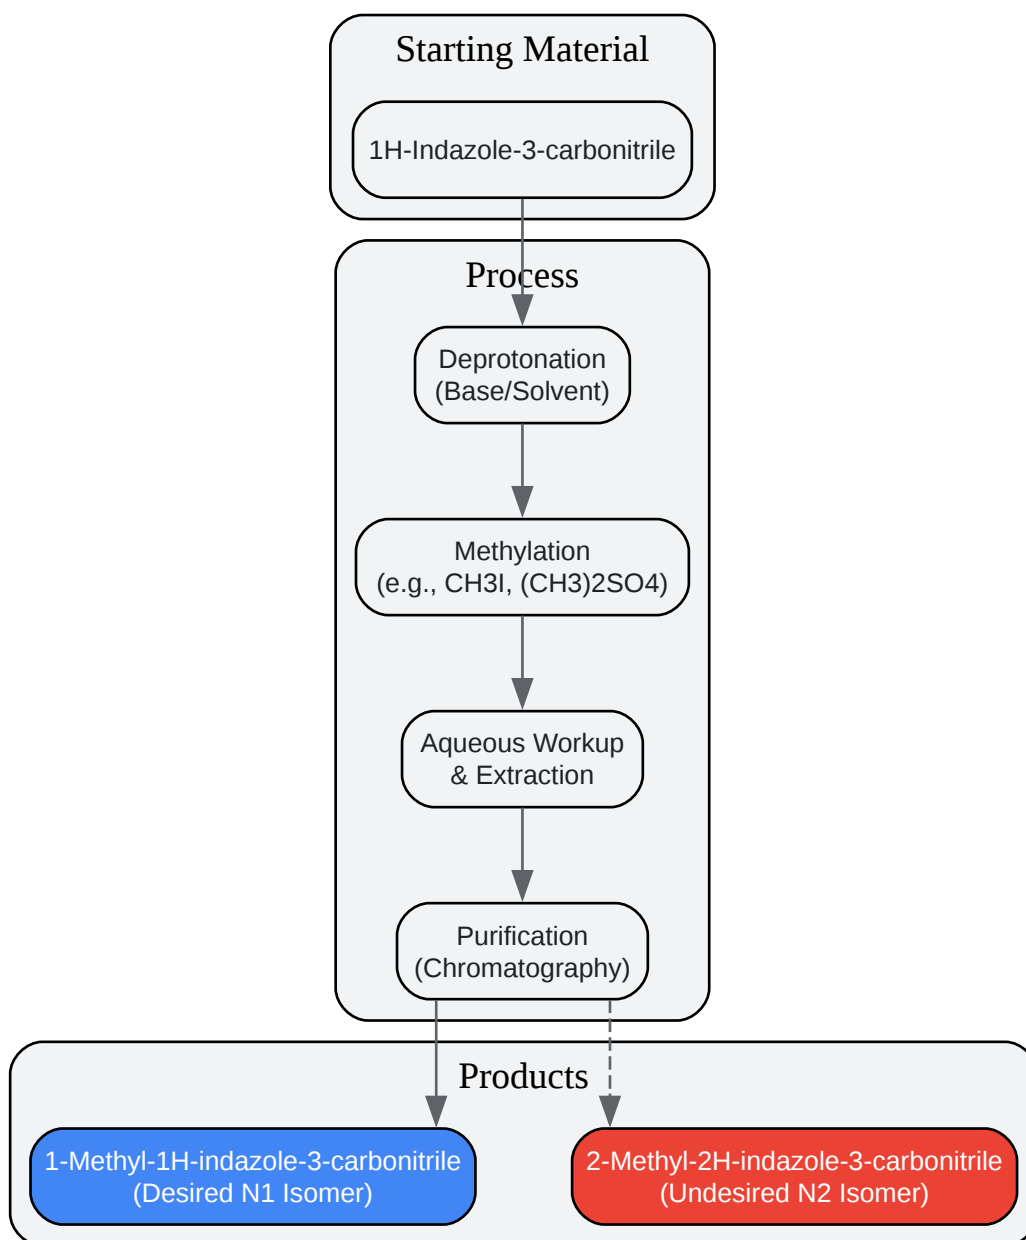 Starting Material
1H-Indazole-3-carbonitrile
Process
Deprotonation
(Base/Solvent)
Methylation
(e.g., CH3I, (CH3)2SO4)
Aqueous Workup
& Extraction
Purification
(Chromatography)
Products
1-Methyl-1H-indazole-3-carbonitrile
(Desired N1 Isomer)
2-Methyl-2H-indazole-3-carbonitrile
(Undesired N2 Isomer)